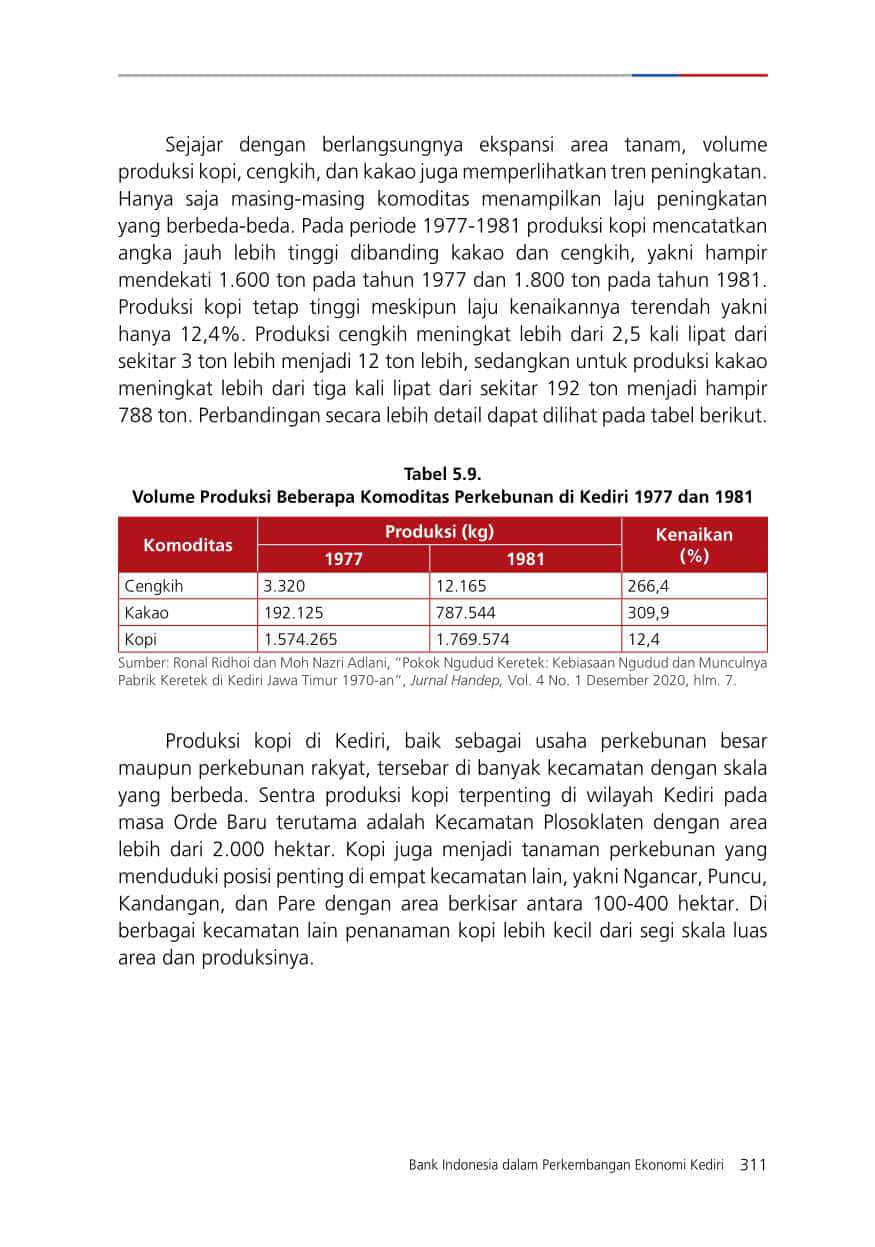 Sejajar dengan berlangsungnya ekspansi area tanam, volume
produksi kopi, cengkih, dan kakao juga memperlihatkan tren peningkatan.
Hanya saja masing-masing komoditas menampilkan laju peningkatan
yang berbeda-beda. Pada periode 1977-1981 produksi kopi mencatatkan
angka jauh lebih tinggi dibanding kakao dan cengkih, yakni hampir
mendekati 1.600 ton pada tahun 1977 dan 1.800 ton pada tahun 1981.
Produksi kopi tetap tinggi meskipun laju kenaikannya terendah yakni
hanya 12,4%. Produksi cengkih meningkat lebih dari 2,5 kali lipat dari
sekitar 3 ton lebih menjadi 12 ton lebih, sedangkan untuk produksi kakao
meningkat lebih dari tiga kali lipat dari sekitar 192 ton menjadi hampir
788 ton. Perbandingan secara lebih detail dapat dilihat pada tabel berikut.
Tabel 5.9.
Volume Produksi Beberapa Komoditas Perkebunan di Kediri 1977 dan 1981
Komoditas Produksi (kg) Kenaikan (%)
1977 1981
Cengkih 3.320 12.165 266,4
Kakao 192.125 787.544 309,9
Kopi 1.574.265 1.769.574 12,4
Sumber: Ronal Ridhoi dan Moh Nazri Adlani, “Pokok Ngudud Keretek: Kebiasaan Ngudud dan Munculnya
Pabrik Keretek di Kediri Jawa Timur 1970-an”, Jurnal Handep, Vol. 4 No. 1 Desember 2020, hlm. 7.
Produksi kopi di Kediri, baik sebagai usaha perkebunan besar
maupun perkebunan rakyat, tersebar di banyak kecamatan dengan skala
yang berbeda. Sentra produksi kopi terpenting di wilayah Kediri pada
masa Orde Baru terutama adalah Kecamatan Plosoklaten dengan area
lebih dari 2.000 hektar. Kopi juga menjadi tanaman perkebunan yang
menduduki posisi penting di empat kecamatan lain, yakni Ngancar, Puncu,
Kandangan, dan Pare dengan area berkisar antara 100-400 hektar. Di
berbagai kecamatan lain penanaman kopi lebih kecil dari segi skala luas
area dan produksinya.
Bank Indonesia dalam Perkembangan Ekonomi Kediri 311